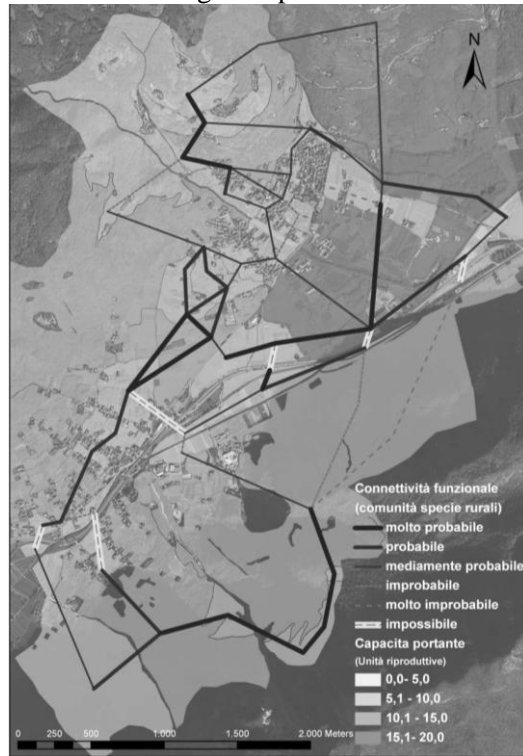 N
Connettività funzionale
(comunità specie rurali)
molto probabile
probabile
mediamente probabile
improbabile
molto improbabile
impossibile
Capacita portante
(Unità riproduttive)
0,0- 5,0
5,1 - 10,0
10,1 - 15,0
15,1- 20,0
0 250 500 1.000 1.500 2.000 Meters